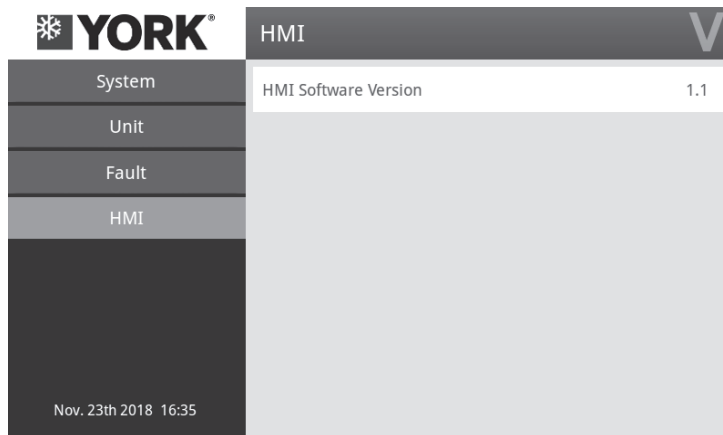 YORK®
HMI
V
System
HMI Software Version 1.1
Unit
Fault
HMI
Nov. 23th 2018 16:35